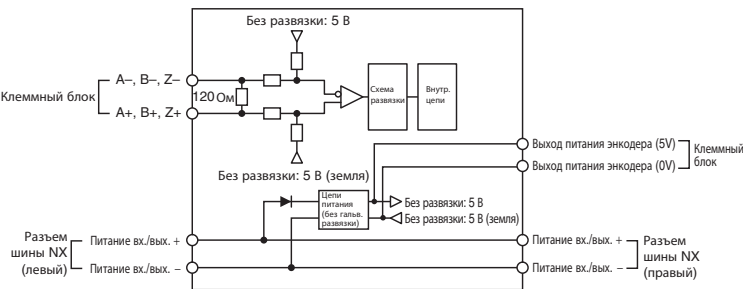 Без развязки: 5 В
Клеммный блок
A–, B–, Z–
A+, B+, Z+
120 Ом
Схема
развязки
Внутр.
цепи
Без развязки: 5 В (земля)
Выход питания энкодера (5V)
Выход питания энкодера (0V)
Клеммный
блок
Цепи
питания
(без гальв.
развязки)
Без развязки: 5 В
Без развязки: 5 В (земля)
Разъем
шины NX
(левый)
Питание вх./вых. +
Питание вх./вых. –
Питание вх./вых. +
Питание вх./вых. –
Разъем
шины NX
(правый)